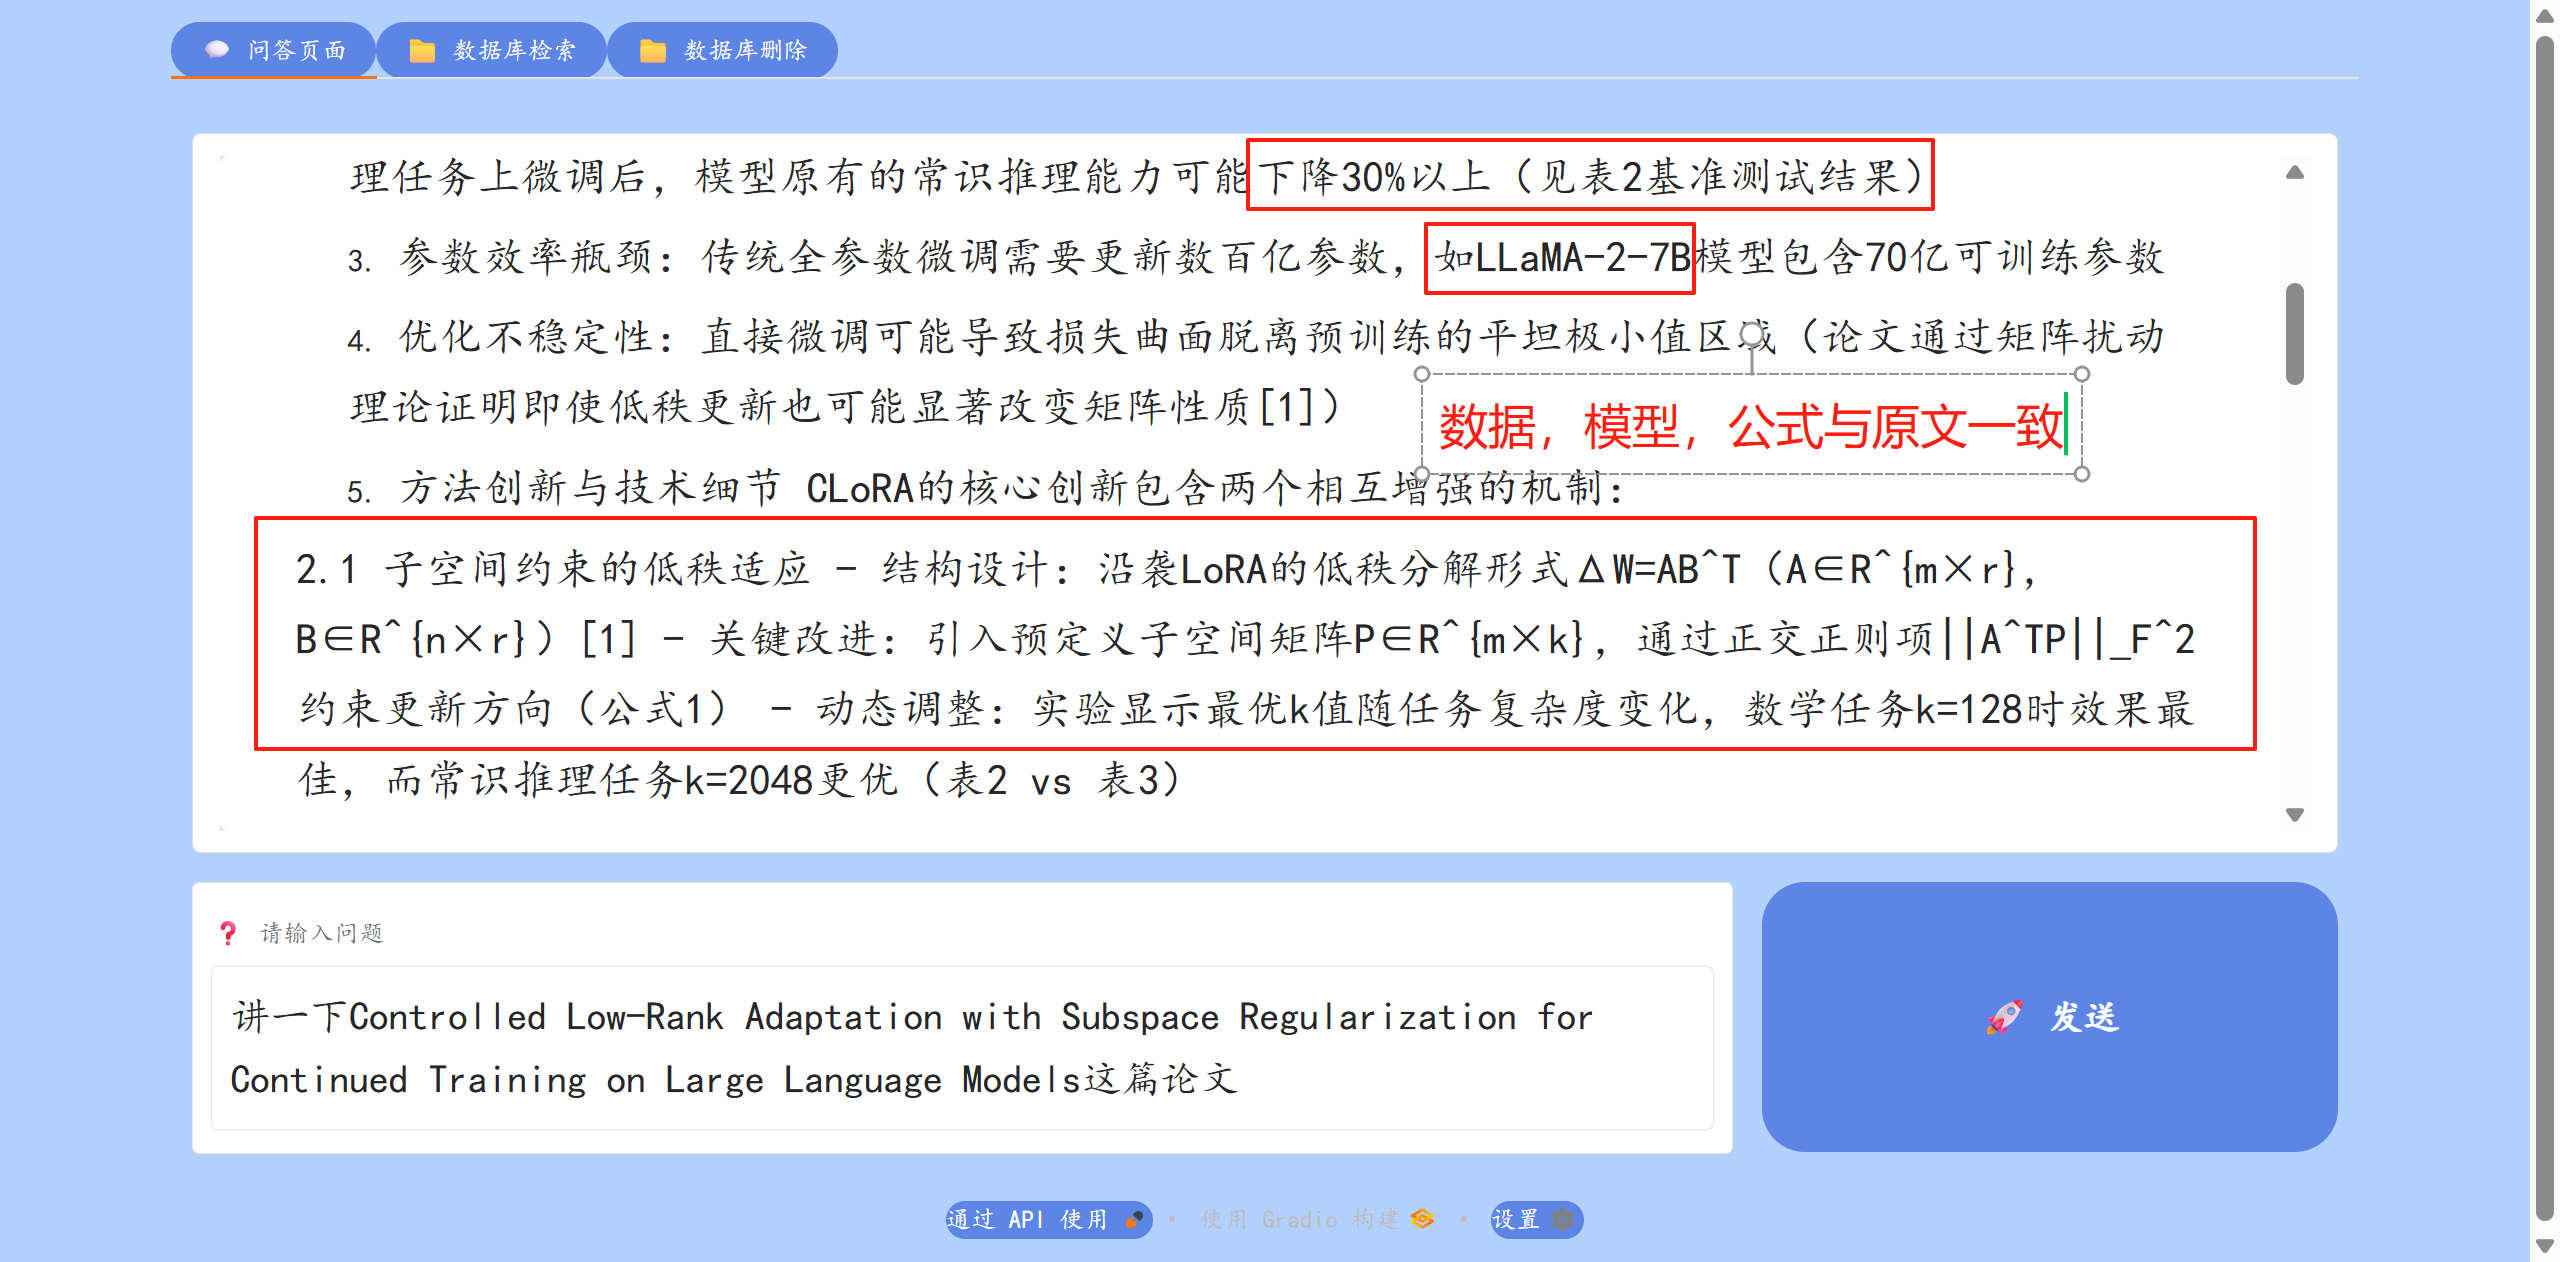 问答页面
数据库检索
数据库删除
理任务上微调后，模型原有的常识推理能力可能下降30%以上（见表2基准测试结果）
3. 参数效率瓶颈：传统全参数微调需要更新数百亿参数，如LLaMA-2-7B模型包含70亿可训练参数
4. 优化不稳定性：直接微调可能导致损失曲面脱离预训练的平坦极小值区域（论文通过矩阵扰动
理论证明即使低秩更新也可能显著改变矩阵性质[1]）
数据，模型，公式与原文一致
5. 方法创新与技术细节 CLoRA的核心创新包含两个相互增强的机制：
2.1 子空间约束的低秩适应 - 结构设计：沿袭LoRA的低秩分解形式ΔW=AB^T（A∈R^{m×r}，
B∈R^{n×r}）[1] - 关键改进：引入预定义子空间矩阵P∈R^{m×k}，通过正交正则项||A^TP||_F^2
约束更新方向（公式1） - 动态调整：实验显示最优k值随任务复杂度变化，数学任务k=128时效果最
佳，而常识推理任务k=2048更优（表2 vs 表3）
请输入问题
讲一下Controlled Low-Rank Adaptation with Subspace Regularization for
Continued Training on Large Language Models这篇论文
发送
通过 API 使用 · 使用 Gradio 构建 · 设置